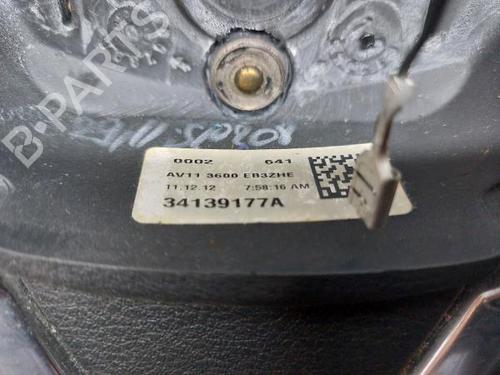 B-PARTS
0002 641
AV11 3600 EB3ZHE
11.12.12 7:58:16 AM
34139177A